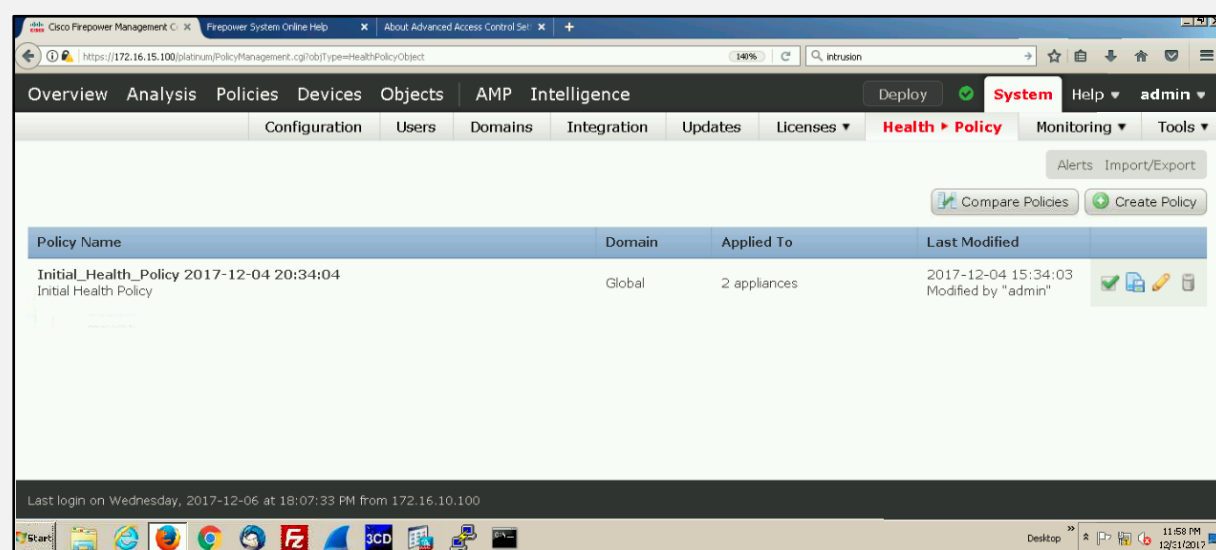 Cisco Firepower Management C
Firepower System Online Help
About Advanced Access Control Set
https://172.16.15.100/platinum/PolicyManagement.cgi?objType=HealthPolicyObject
140%
intrusion
Overview Analysis Policies Devices Objects AMP Intelligence
Deploy System Help admin
Configuration Users Domains Integration Updates Licenses Health Policy Monitoring Tools
Alerts Import/Export
Compare Policies Create Policy
Policy Name Domain Applied To Last Modified
Initial_Health_Policy 2017-12-04 20:34:04
Initial Health Policy
Global
2 appliances
2017-12-04 15:34:03
Modified by "admin"
Last login on Wednesday, 2017-12-06 at 18:07:33 PM from 172.16.10.100
Start
3CD
Desktop
11:58 PM
12/31/2017